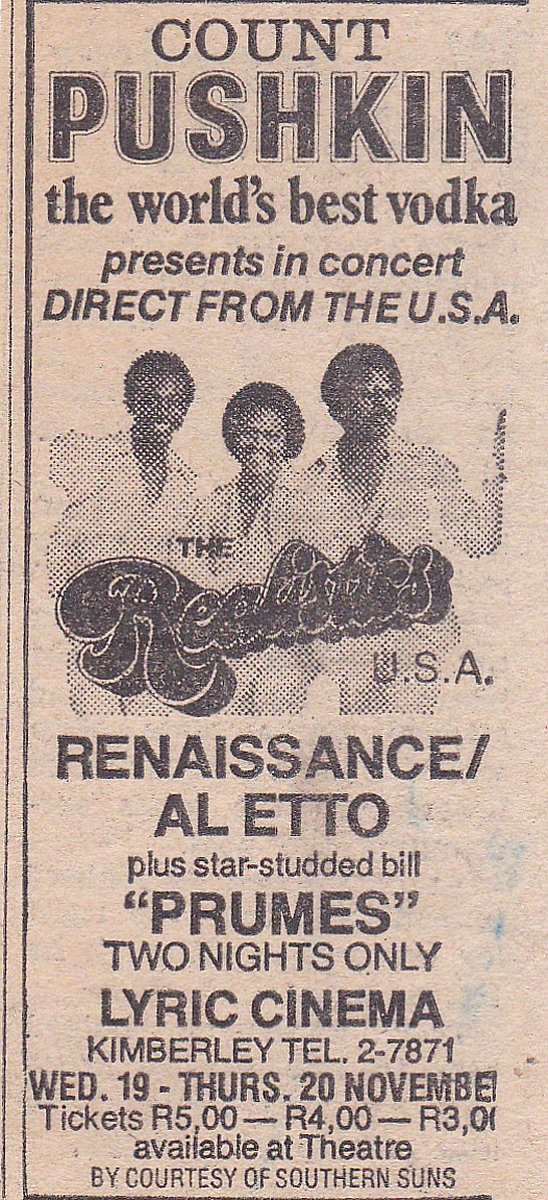 COUNT
PUSHKIN
the world's best vodka
presents in concert
DIRECT FROM THE U.S.A.
THE
Realistics
U.S.A.
RENAISSANCE/
AL ETTO
plus star-studded bill
“PRUMES”
TWO NIGHTS ONLY
LYRIC CINEMA
KIMBERLEY TEL. 2-7871
WED. 19 - THURS. 20 NOVEMBE
Tickets R5,00 — R4,00 — R3,0
available at Theatre
BY COURTESY OF SOUTHERN SUNS